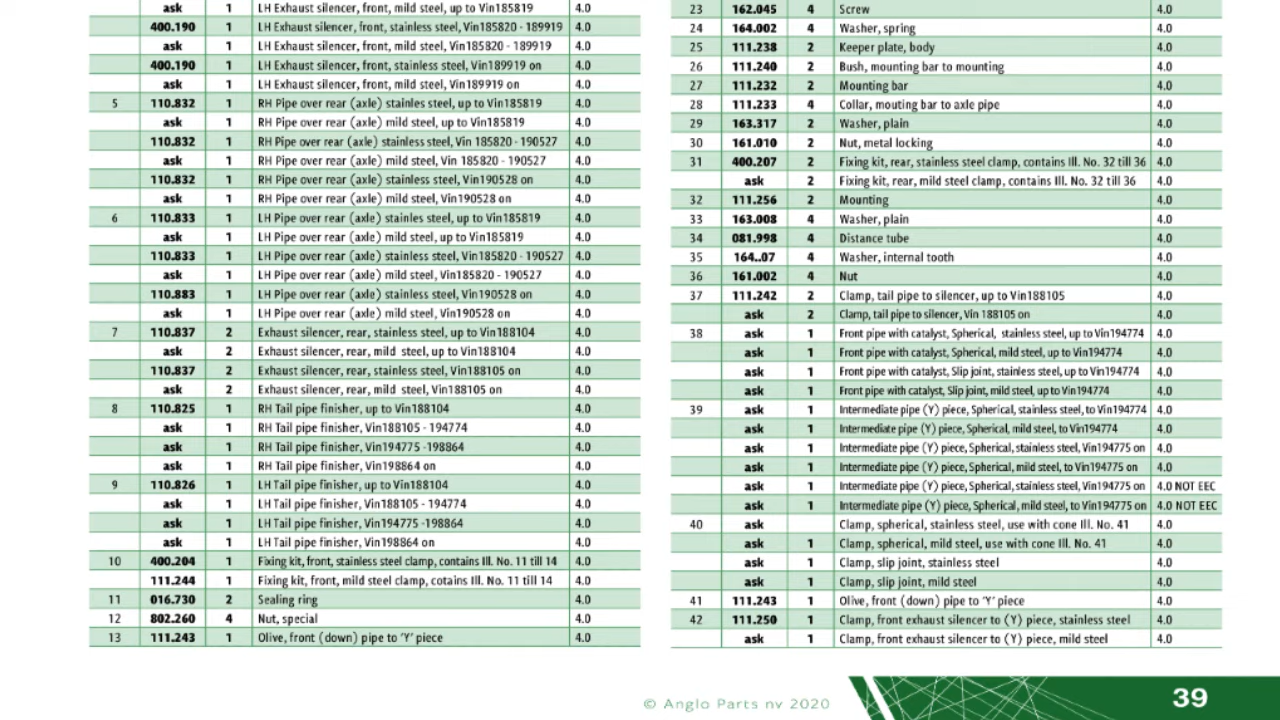 ask 1 LH Exhaust silencer, front, mild steel, up to Vin185819 4.0
400.190 1 LH Exhaust silencer, front, stainless steel, Vin185820 - 189919 4.0
ask 1 LH Exhaust silencer, front, mild steel, Vin185820 - 189919 4.0
400.190 1 LH Exhaust silencer, front, stainless steel, Vin189919 on 4.0
ask 1 LH Exhaust silencer, front, mild steel, Vin189919 on 4.0
5 110.832 1 RH Pipe over rear (axle) stainles steel, up to Vin185819 4.0
ask 1 RH Pipe over rear (axle) mild steel, up to Vin185819 4.0
110.832 1 RH Pipe over rear (axle) stainless steel, Vin 185820 - 190527 4.0
ask 1 RH Pipe over rear (axle) mild steel, Vin 185820 - 190527 4.0
110.832 1 RH Pipe over rear (axle) stainless steel, Vin190528 on 4.0
ask 1 RH Pipe over rear (axle) mild steel, Vin190528 on 4.0
6 110.833 1 LH Pipe over rear (axle) stainles steel, up to Vin185819 4.0
ask 1 LH Pipe over rear (axle) mild steel, up to Vin185819 4.0
110.833 1 LH Pipe over rear (axle) stainless steel, Vin185820 - 190527 4.0
ask 1 LH Pipe over rear (axle) mild steel, Vin185820 - 190527 4.0
110.883 1 LH Pipe over rear (axle) stainless steel, Vin190528 on 4.0
ask 1 LH Pipe over rear (axle) mild steel, Vin190528 on 4.0
7 110.837 2 Exhaust silencer, rear, stainless steel, up to Vin188104 4.0
ask 2 Exhaust silencer, rear, mild steel, up to Vin188104 4.0
110.837 2 Exhaust silencer, rear, stainless steel, Vin188105 on 4.0
ask 2 Exhaust silencer, rear, mild steel, Vin188105 on 4.0
8 110.825 1 RH Tail pipe finisher, up to Vin188104 4.0
ask 1 RH Tail pipe finisher, Vin188105 - 194774 4.0
ask 1 RH Tail pipe finisher, Vin194775 -198864 4.0
ask 1 RH Tail pipe finisher, Vin198864 on 4.0
9 110.826 1 LH Tail pipe finisher, up to Vin188104 4.0
ask 1 LH Tail pipe finisher, Vin188105 - 194774 4.0
ask 1 LH Tail pipe finisher, Vin194775 -198864 4.0
ask 1 LH Tail pipe finisher, Vin198864 on 4.0
10 400.204 1 Fixing kit, front, stainless steel clamp, contains Ill. No. 11 till 14 4.0
111.244 1 Fixing kit, front, mild steel clamp, cotains Ill. No. 11 till 14 4.0
11 016.730 2 Sealing ring 4.0
12 802.260 4 Nut, special 4.0
13 111.243 1 Olive, front (down) pipe to 'Y' piece 4.0
23 162.045 4 Screw 4.0
24 164.002 4 Washer, spring 4.0
25 111.238 2 Keeper plate, body 4.0
26 111.240 2 Bush, mounting bar to mounting 4.0
27 111.232 2 Mounting bar 4.0
28 111.233 4 Collar, mouting bar to axle pipe 4.0
29 163.317 2 Washer, plain 4.0
30 161.010 2 Nut, metal locking 4.0
31 400.207 2 Fixing kit, rear, stainless steel clamp, contains Ill. No. 32 till 36 4.0
ask 2 Fixing kit, rear, mild steel clamp, contains Ill. No. 32 till 36 4.0
32 111.256 2 Mounting 4.0
33 163.008 4 Washer, plain 4.0
34 081.998 4 Distance tube 4.0
35 164..07 4 Washer, internal tooth 4.0
36 161.002 4 Nut 4.0
37 111.242 2 Clamp, tail pipe to silencer, up to Vin188105 4.0
ask 2 Clamp, tail pipe to silencer, Vin 188105 on 4.0
38 ask 1 Front pipe with catalyst, Spherical, stainless steel, up to Vin194774 4.0
ask 1 Front pipe with catalyst, Spherical, mild steel, up to Vin194774 4.0
ask 1 Front pipe with catalyst, Slip joint, stainless steel, up to Vin194774 4.0
ask 1 Front pipe with catalyst, Slip joint, mild steel, up to Vin194774 4.0
39 ask 1 Intermediate pipe (Y) piece, Spherical, stainless steel, to Vin194774 4.0
ask 1 Intermediate pipe (Y) piece, Spherical, mild steel, to Vin194774 4.0
ask 1 Intermediate pipe (Y) piece, Spherical, stainless steel, Vin194775 on 4.0
ask 1 Intermediate pipe (Y) piece, Spherical, mild steel, to Vin194775 on 4.0
ask 1 Intermediate pipe (Y) piece, Spherical, stainless steel, Vin194775 on 4.0 NOT EEC
ask 1 Intermediate pipe (Y) piece, Spherical, mild steel, to Vin194775 on 4.0 NOT EEC
40 ask Clamp, spherical, stainless steel, use with cone Ill. No. 41 4.0
ask 1 Clamp, spherical, mild steel, use with cone Ill. No. 41 4.0
ask 1 Clamp, slip joint, stainless steel 4.0
ask 1 Clamp, slip joint, mild steel 4.0
41 111.243 1 Olive, front (down) pipe to 'Y' piece 4.0
42 111.250 1 Clamp, front exhaust silencer to (Y) piece, stainless steel 4.0
ask 1 Clamp, front exhaust silencer to (Y) piece, mild steel 4.0
© Anglo Parts nv 2020
39